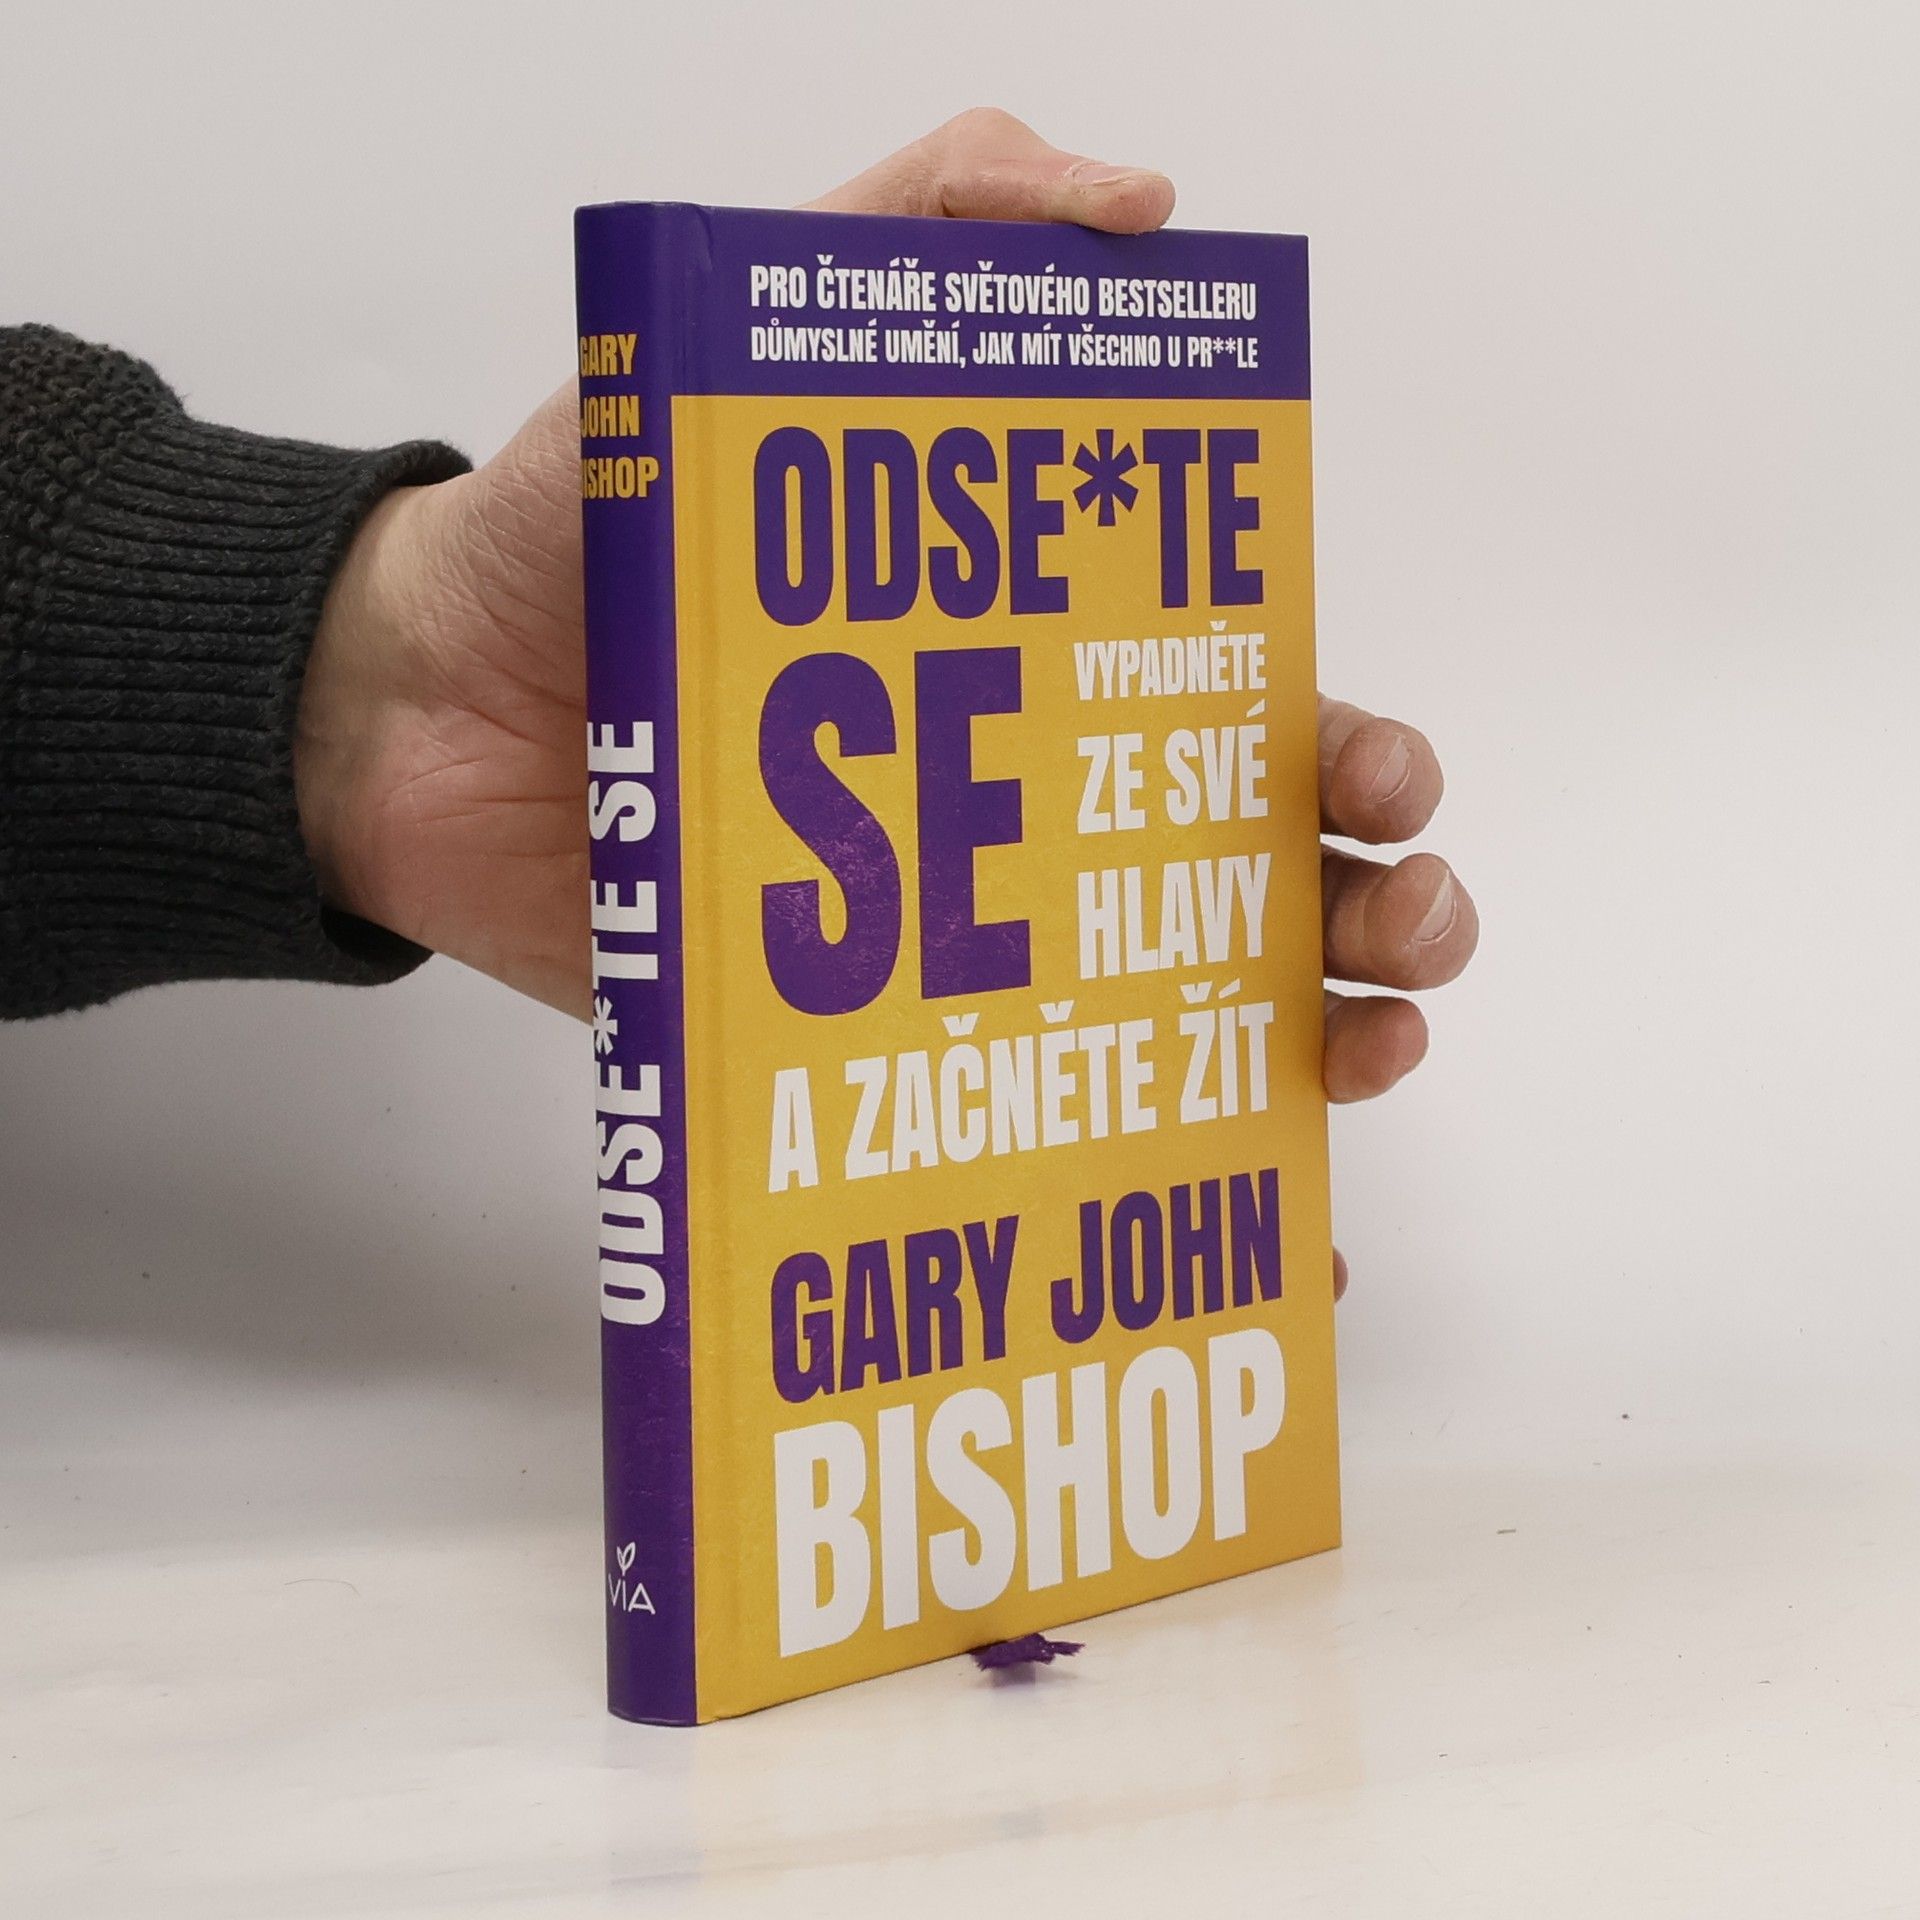 PRO ČTENÁŘE SVĚTOVÉHO BESTSELLERU
DŮMYSLNÉ UMĚNÍ, JAK MÍT VŠECHNO U PR**LE
ODSE*TE
SE
VYPADNĚTE
ZE SVÉ
HLAVY
A ZAČNĚTE ŽÍT
GARY JOHN
BISHOP
GARY
JOHN
BISHOP
ODSE*TE SE
VIA